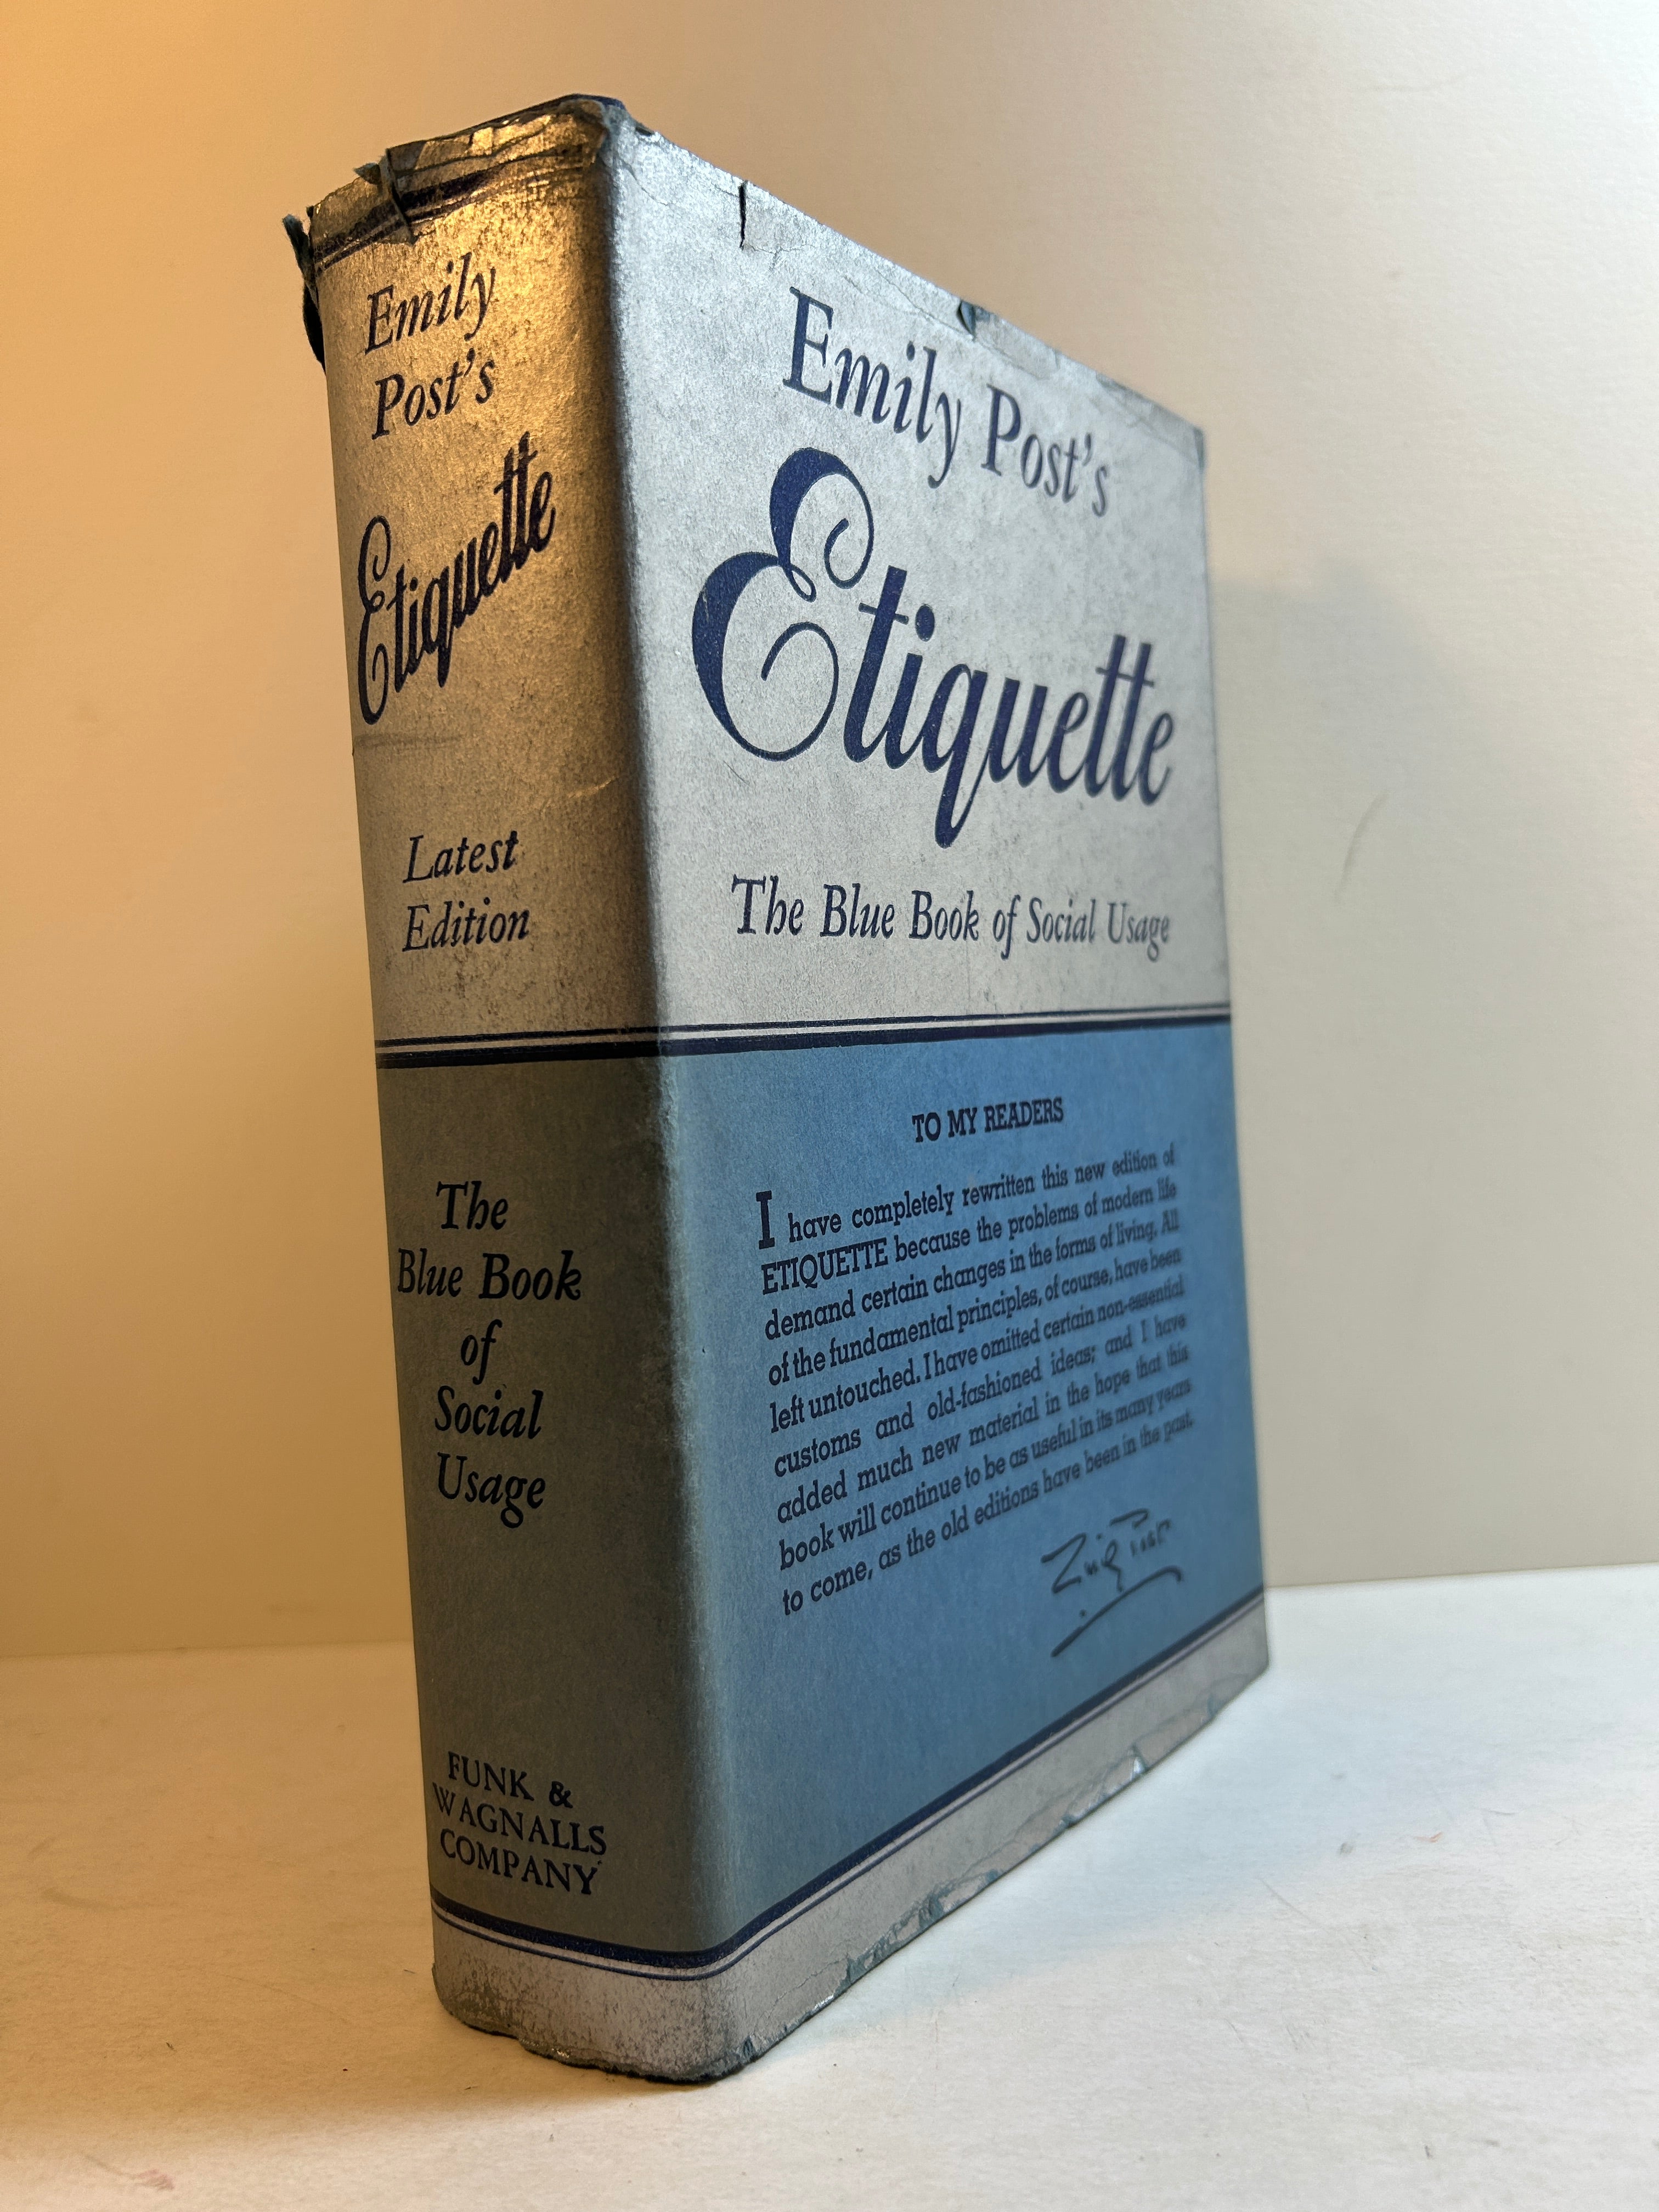 Emily
Post's
Etiquette
Latest
Edition
The
Blue Book
of
Social
Usage
FUNK &
WAGNALLS
COMPANY
Emily Post's
Etiquette
The Blue Book of Social Usage
TO MY READERS
I have completely rewritten this new edition of
ETIQUETTE because the problems of modern life
demand certain changes in the forms of living. All
of the fundamental principles, of course, have been
left untouched. I have omitted certain non-essential
customs and old-fashioned ideas; and I have
added much new material in the hope that this
book will continue to be as useful in its many years
to come, as the old editions have been in the past.
Emily Post